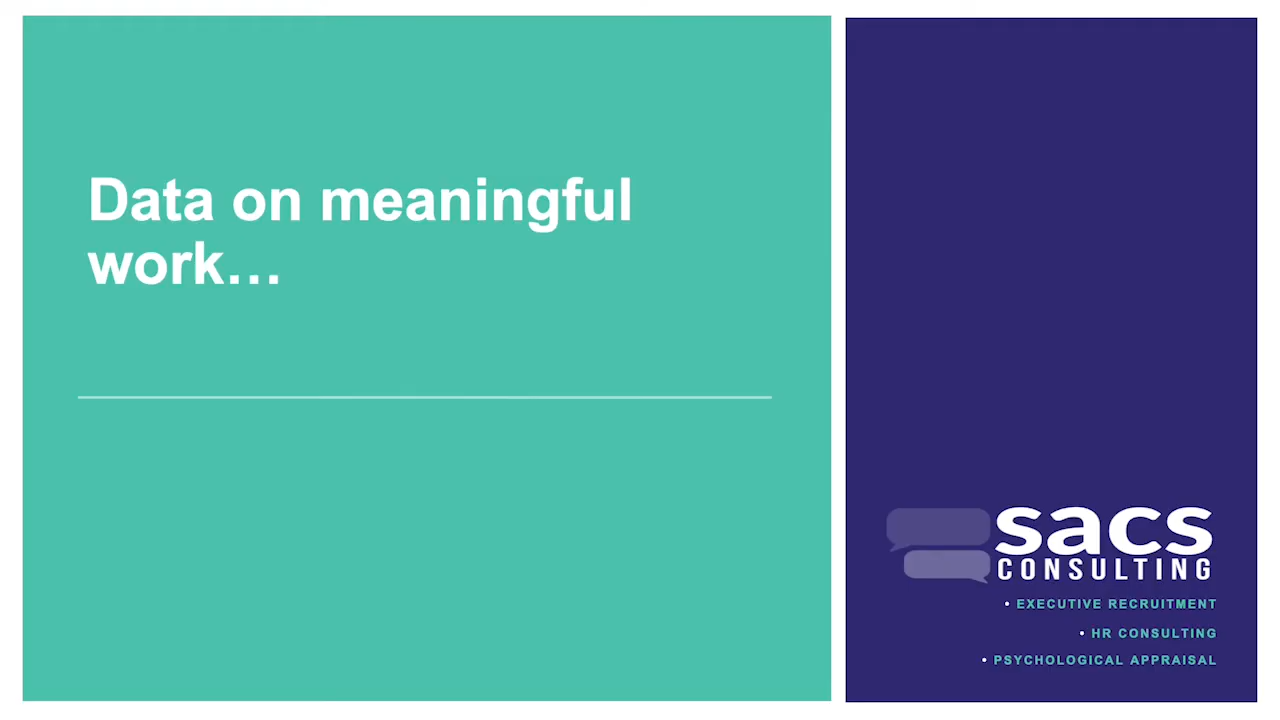 Data on meaningful
work…
sacs
CONSULTING
• EXECUTIVE RECRUITMENT
• HR CONSULTING
• PSYCHOLOGICAL APPRAISAL